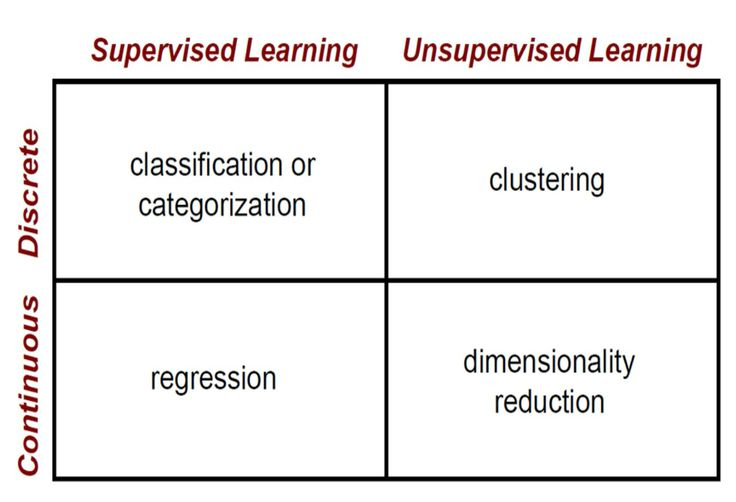 Supervised Learning
Unsupervised Learning
Discrete
classification or
categorization
clustering
Continuous
regression
dimensionality
reduction